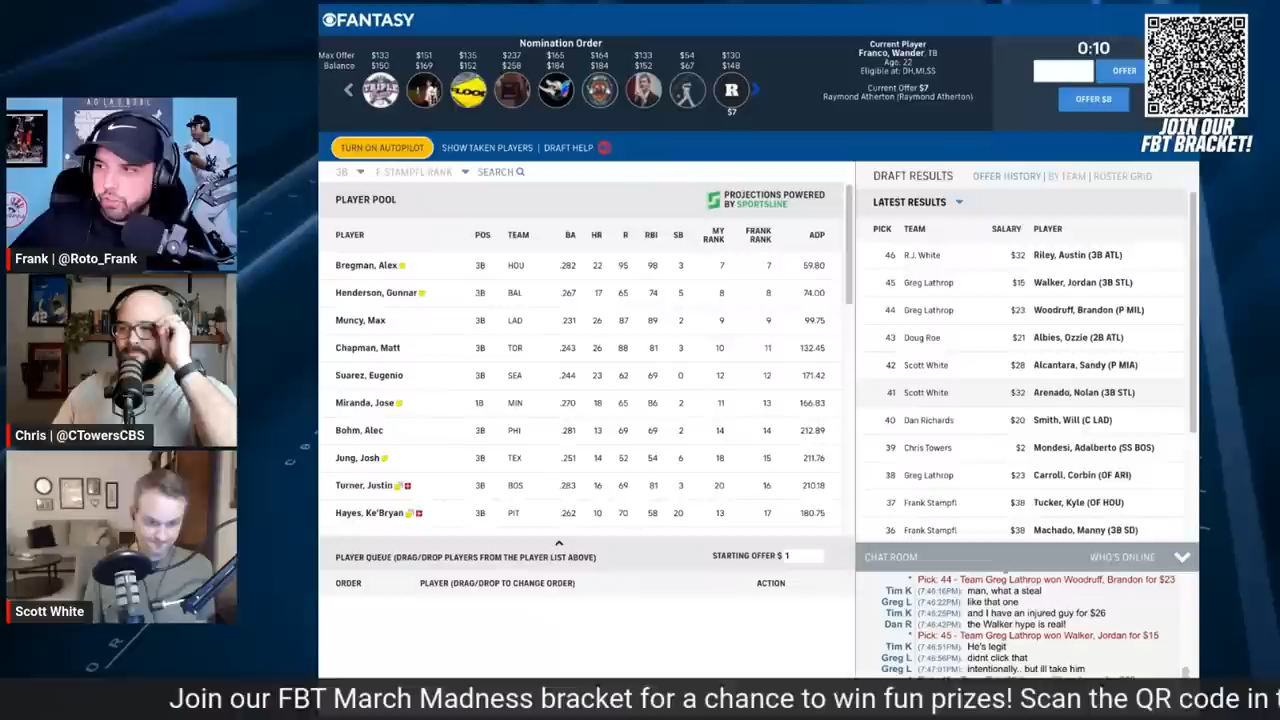 FANTASY
Nomination Order
Max Offer $133 $151 $135 $237 $165 $164 $133 $54 $130
Balance $150 $169 $152 $258 $184 $184 $152 $67 $148
TRIPLE
R
$7
Current Player
Franco, Wander, TB
Age: 22
Eligible at: DH,MI,SS
Current Offer $7
Raymond Atherton (Raymond Atherton)
0:10
OFFER
OFFER $8
JOIN OUR
FBT BRACKET!
TURN ON AUTOPILOT SHOW TAKEN PLAYERS | DRAFT HELP
3B F STAMPFL RANK SEARCH
PLAYER POOL
PROJECTIONS POWERED
BY SPORTSLINE
PLAYER POS TEAM BA HR R RBI SB MY RANK FRANK RANK ADP
Bregman, Alex 3B HOU .282 22 95 98 3 7 7 59.80
Henderson, Gunnar 3B BAL .267 17 65 74 5 8 8 74.00
Muncy, Max 3B LAD .231 26 87 89 2 9 9 99.75
Chapman, Matt 3B TOR .243 26 88 81 3 10 11 132.45
Suarez, Eugenio 3B SEA .244 23 62 69 0 12 12 171.42
Miranda, Jose 1B MIN .270 18 65 86 2 11 13 166.83
Bohm, Alec 3B PHI .281 13 69 69 2 14 14 212.89
Jung, Josh 3B TEX .251 14 52 54 6 18 15 211.76
Turner, Justin 3B BOS .283 16 69 81 3 20 16 210.18
Hayes, Ke'Bryan 3B PIT .262 10 70 58 20 13 17 180.75
PLAYER QUEUE (DRAG/DROP PLAYERS FROM THE PLAYER LIST ABOVE) STARTING OFFER $ 1
ORDER PLAYER (DRAG/DROP TO CHANGE ORDER) ACTION
DRAFT RESULTS OFFER HISTORY | BY TEAM | ROSTER GRID
LATEST RESULTS
PICK TEAM SALARY PLAYER
46 R.J. White $32 Riley, Austin (3B ATL)
45 Greg Lathrop $15 Walker, Jordan (3B STL)
44 Greg Lathrop $23 Woodruff, Brandon (P MIL)
43 Doug Roe $21 Albies, Ozzie (2B ATL)
42 Scott White $28 Alcantara, Sandy (P MIA)
41 Scott White $32 Arenado, Nolan (3B STL)
40 Dan Richards $20 Smith, Will (C LAD)
39 Chris Towers $2 Mondesi, Adalberto (SS BOS)
38 Greg Lathrop $23 Carroll, Corbin (OF ARI)
37 Frank Stampfl $38 Tucker, Kyle (OF HOU)
36 Frank Stampfl $38 Machado, Manny (3B SD)
CHAT ROOM WHO'S ONLINE
* Pick: 44 - Team Greg Lathrop won Woodruff, Brandon for $23
Tim K (7:46:16PM): man, what a steal
Greg L (7:46:22PM): like that one
Tim K (7:46:25PM): and I have an injured guy for $26
Dan R (7:46:42PM): the Walker hype is real!
* Pick: 45 - Team Greg Lathrop won Walker, Jordan for $15
Tim K (7:46:51PM): He's legit
Greg L (7:46:56PM): didnt click that
Greg L (7:47:01PM): intentionally.. but ill take him
Frank | @Roto_Frank
Chris | @CTowersCBS
Scott White
Join our FBT March Madness bracket for a chance to win fun prizes! Scan the QR code in